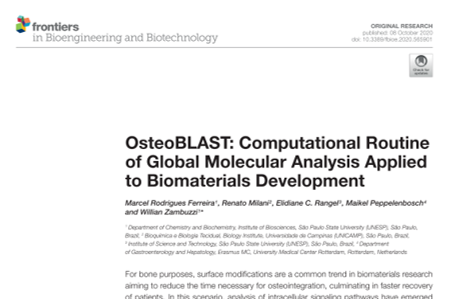 frontiers
in Bioengineering and Biotechnology
ORIGINAL RESEARCH
published: 08 October 2020
doi: 10.3389/fbioe.2020.565901
Check for
updates
OsteoBLAST: Computational Routine
of Global Molecular Analysis Applied
to Biomaterials Development
Marcel Rodrigues Ferreira¹, Renato Milani², Elidiane C. Rangel³, Maikel Peppelenbosch⁴
and Willian Zambuzzi¹*
¹ Department of Chemistry and Biochemistry, Institute of Biosciences, São Paulo State University (UNESP), São Paulo,
Brazil, ² Bioquímica e Biologia Tecidual, Biology Institute, Universidade de Campinas (UNICAMP), São Paulo, Brazil,
³ Institute of Science and Technology, São Paulo State University (UNESP), São Paulo, Brazil, ⁴ Department
of Gastroenterology and Hepatology, Erasmus MC, University Medical Center Rotterdam, Rotterdam, Netherlands
For bone purposes, surface modifications are a common trend in biomaterials research
aiming to reduce the time necessary for osteointegration, culminating in faster recovery
of patients. In this scenario, analysis of intracellular signaling pathways have emerged